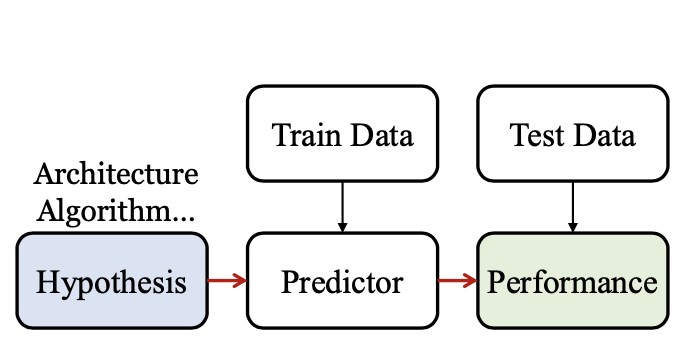 Train Data
Test Data
Architecture
Algorithm...
Hypothesis
Predictor
Performance